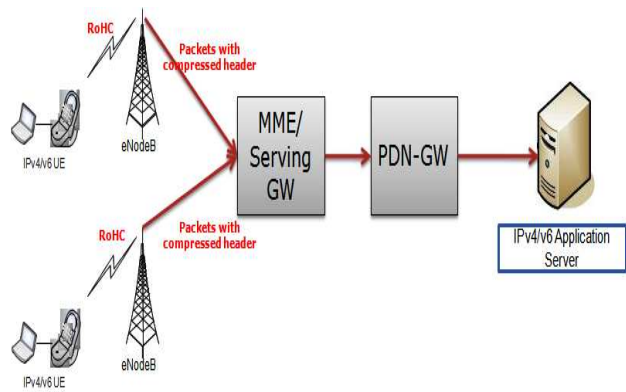 RoHC
Packets with
compressed header
IPv4/v6 UE
eNodeB
MME/
Serving
GW
PDN-GW
IPv4/v6 Application
Server
RoHC
Packets with
compressed header
IPv4/v6 UE
eNodeB